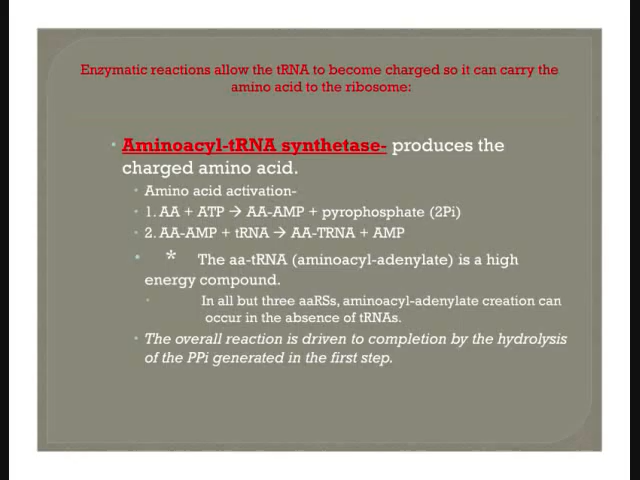 Enzymatic reactions allow the tRNA to become charged so it can carry the
amino acid to the ribosome:
• Aminoacyl-tRNA synthetase- produces the
charged amino acid.
• Amino acid activation-
• 1. AA + ATP → AA-AMP + pyrophosphate (2Pi)
• 2. AA-AMP + tRNA → AA-TRNA + AMP
• * The aa-tRNA (aminoacyl-adenylate) is a high
energy compound.
• In all but three aaRSs, aminoacyl-adenylate creation can
occur in the absence of tRNAs.
• The overall reaction is driven to completion by the hydrolysis
of the PPi generated in the first step.